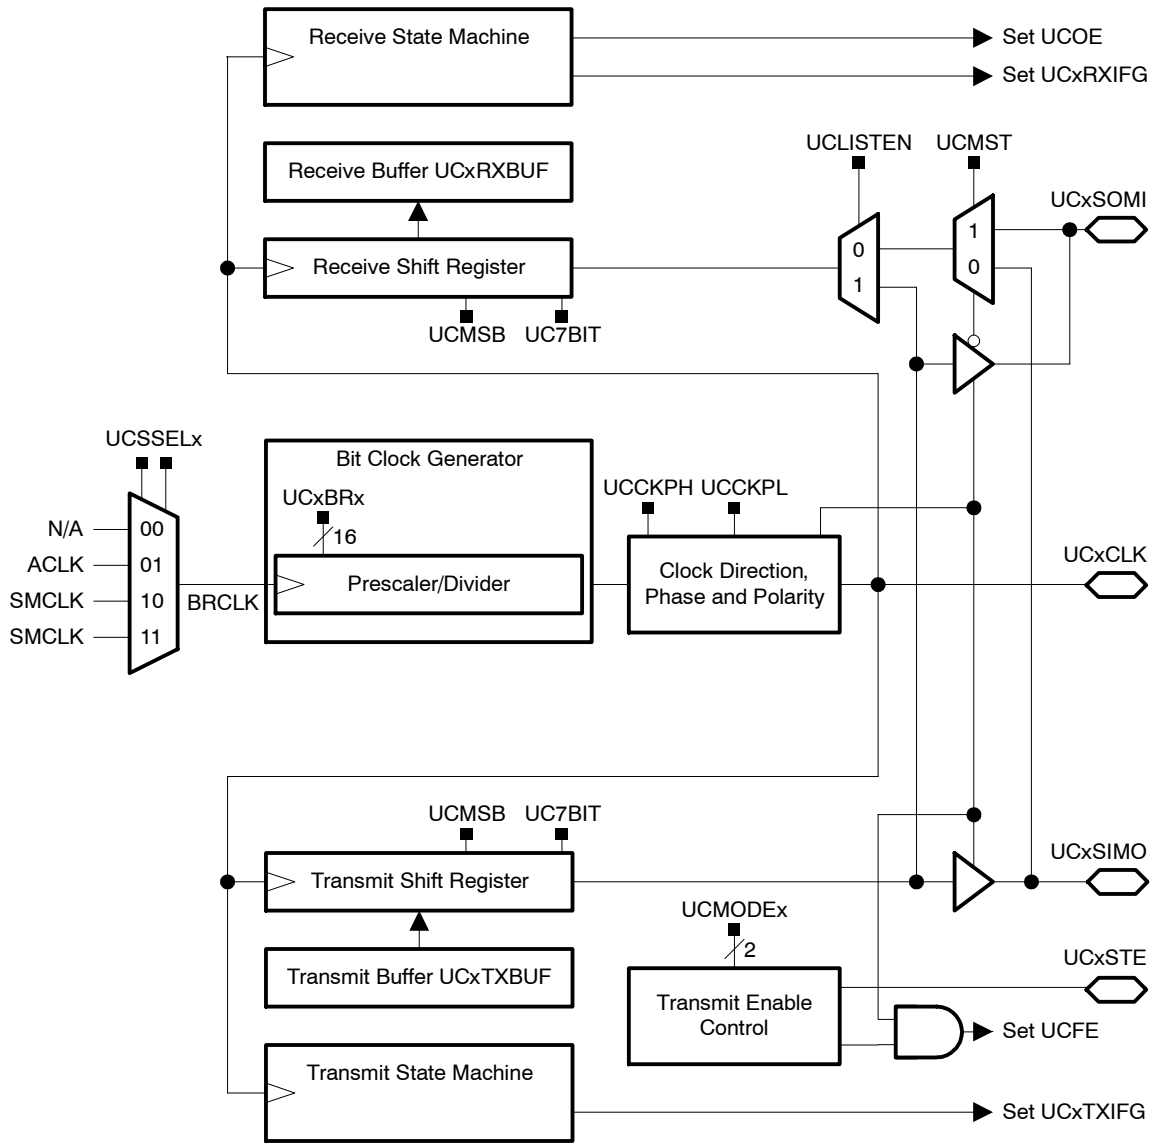 Receive State Machine
Set UCOE
Set UCxRXIFG
UCLISTEN
UCMST
Receive Buffer UCxRXBUF
UCxSOMI
1
0
0
1
Receive Shift Register
UCMSB
UC7BIT
UCSSELx
Bit Clock Generator
UCxBRx
16
UCCKPH
UCCKPL
N/A
00
ACLK
01
SMCLK
10
SMCLK
11
BRCLK
Prescaler/Divider
Clock Direction,
Phase and Polarity
UCxCLK
UCMSB
UC7BIT
Transmit Shift Register
UCxSIMO
UCMODEx
2
Transmit Buffer UCxTXBUF
UCxSTE
Transmit Enable
Control
Set UCFE
Transmit State Machine
Set UCxTXIFG